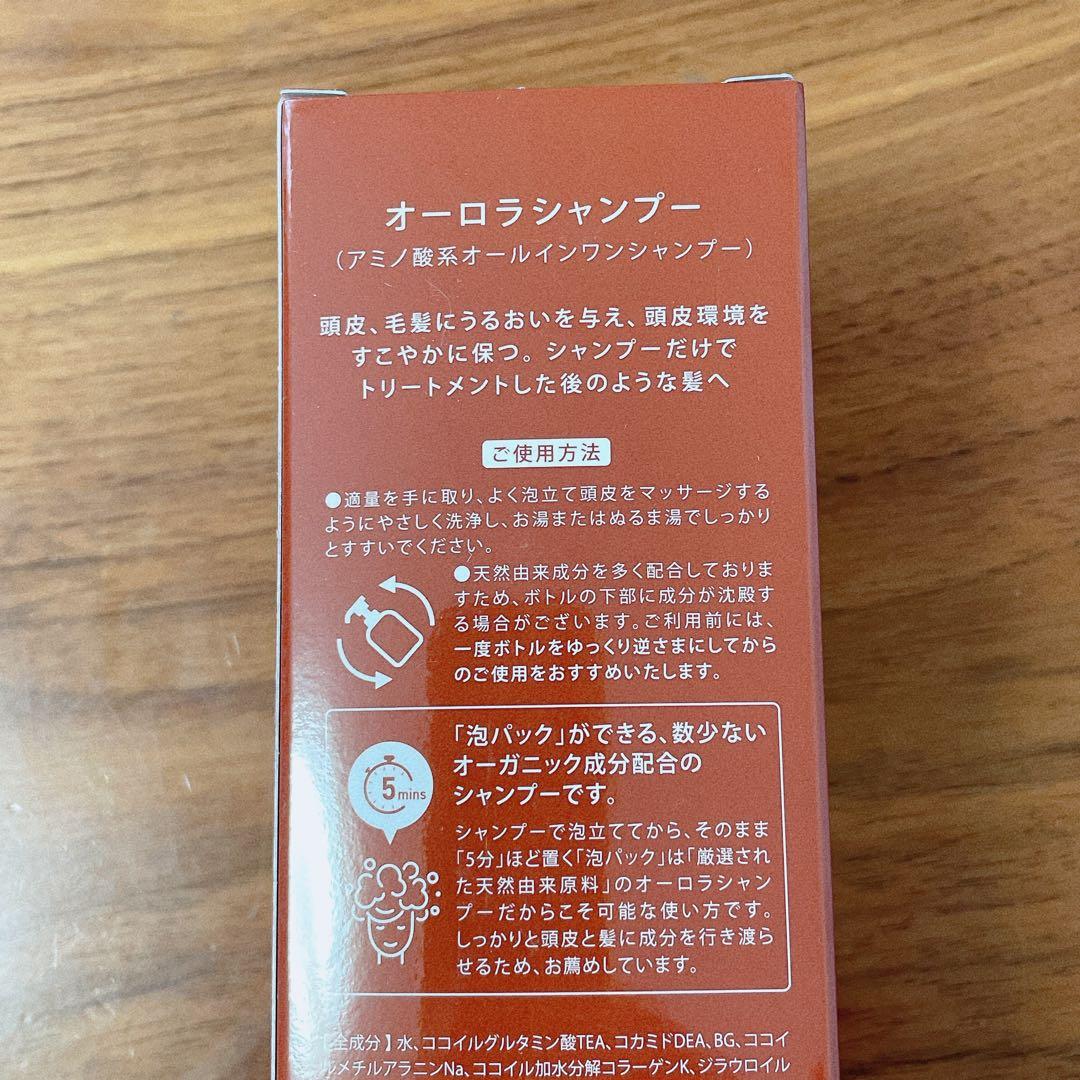 オーロラシャンプー
（アミノ酸系オールインワンシャンプー）
頭皮、毛髪にうるおいを与え、頭皮環境を
すこやかに保つ。シャンプーだけで
トリートメントした後のような髪へ
ご使用方法
●適量を手に取り、よく泡立て頭皮をマッサージする
ようにやさしく洗浄し、お湯またはぬるま湯でしっかり
とすすいでください。
●天然由来成分を多く配合しておりま
すため、ボトルの下部に成分が沈殿す
る場合がございます。ご利用前には、
一度ボトルをゆっくり逆さまにしてから
のご使用をおすすめいたします。
「泡パック」ができる、数少ない
オーガニック成分配合の
シャンプーです。
5 mins
シャンプーで泡立ててから、そのまま
「5分」ほど置く「泡パック」は「厳選され
た天然由来原料」のオーロラシャン
プーだからこそ可能な使い方です。
しっかりと頭皮と髪に成分を行き渡ら
せるため、お薦めしています。
【全成分】水、ココイルグルタミン酸TEA、コカミドDEA、BG、ココイ
ルメチルアラニンNa、ココイル加水分解コラーゲンK、ジラウロイル